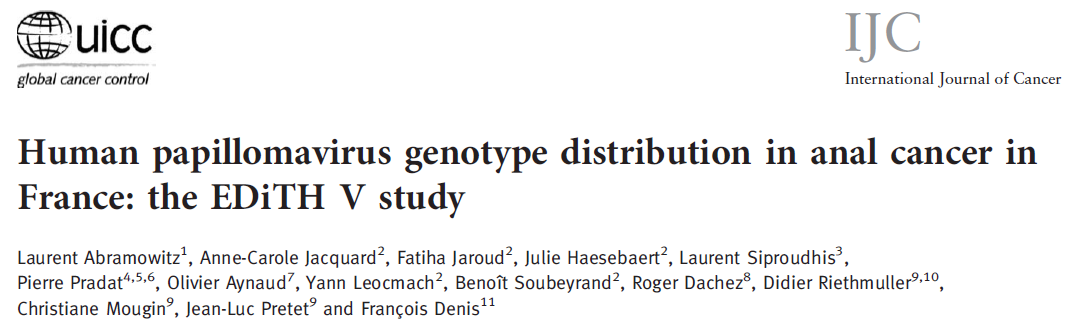 uicc
global cancer control
IJC
International Journal of Cancer
Human papillomavirus genotype distribution in anal cancer in
France: the EDiTH V study
Laurent Abramowitz1, Anne-Carole Jacquard2, Fatiha Jaroud2, Julie Haesebaert2, Laurent Siproudhis3,
Pierre Pradat4,5,6, Olivier Aynaud7, Yann Leocmach2, Benoît Soubeyrand2, Roger Dachez8, Didier Riethmuller9,10,
Christiane Mougin9, Jean-Luc Pretet9 and François Denis11